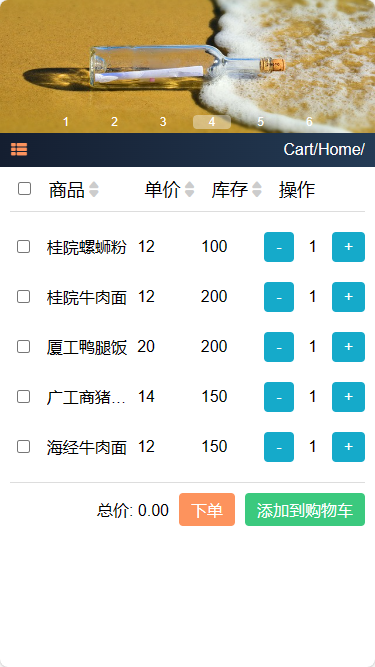 1 2 3 4 5 6
Cart/Home/
商品 单价 库存 操作
桂院螺蛳粉 12 100 - 1 +
桂院牛肉面 12 200 - 1 +
厦工鸭腿饭 20 200 - 1 +
广工商猪... 14 150 - 1 +
海经牛肉面 12 150 - 1 +
总价: 0.00 下单 添加到购物车